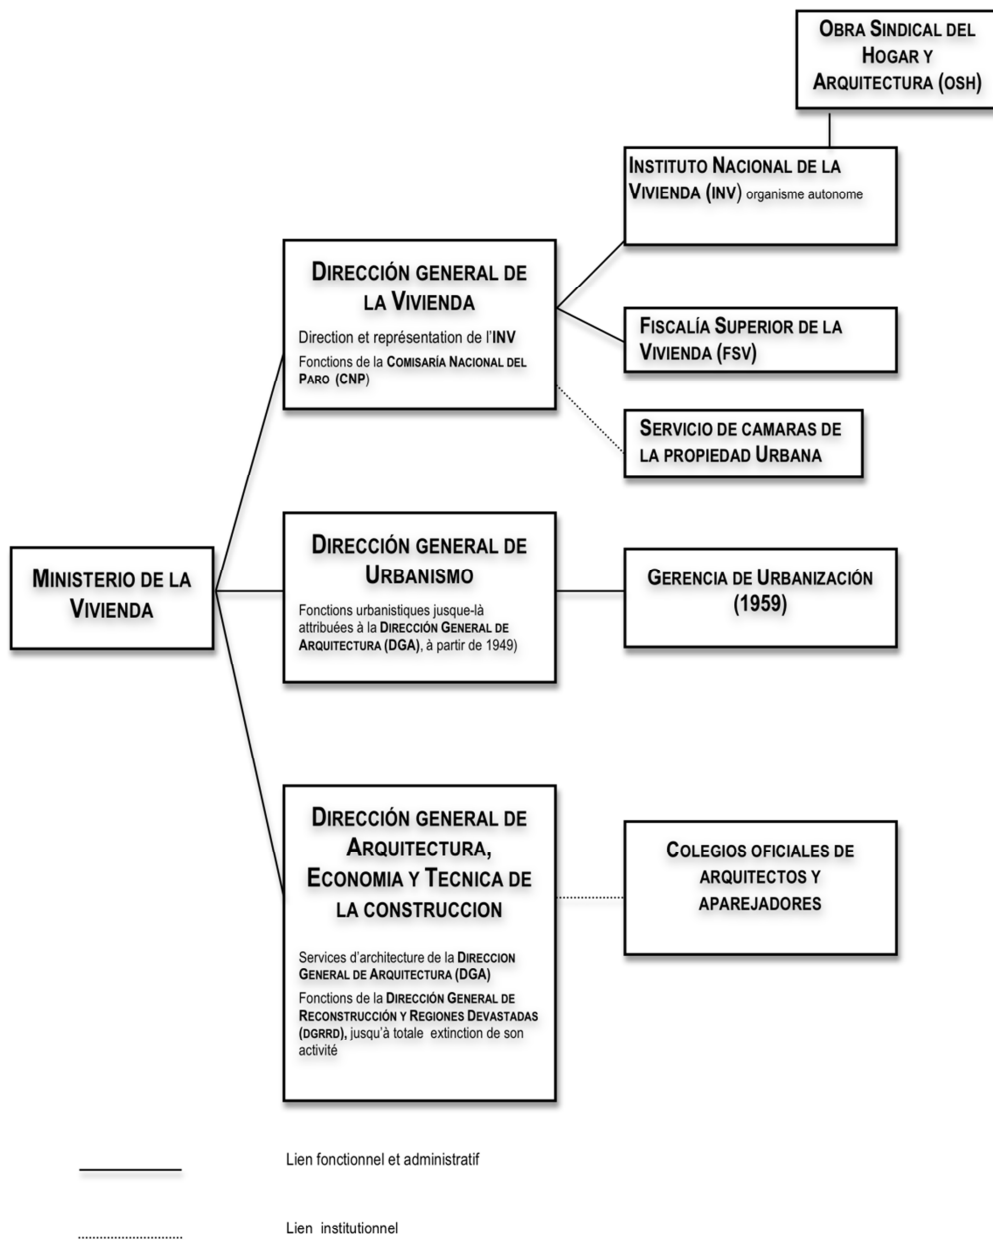 OBRA SINDICAL DEL
HOGAR Y
ARQUITECTURA (OSH)
INSTITUTO NACIONAL DE LA
VIVIENDA (INV) organisme autonome
DIRECCIÓN GENERAL DE
LA VIVIENDA
Direction et représentation de l'INV
Fonctions de la COMISARÍA NACIONAL DEL
PARO (CNP)
FISCALÍA SUPERIOR DE LA
VIVIENDA (FSV)
SERVICIO DE CAMARAS DE
LA PROPIEDAD URBANA
MINISTERIO DE LA
VIVIENDA
DIRECCIÓN GENERAL DE
URBANISMO
Fonctions urbanistiques jusque-là
attribuées à la DIRECCIÓN GENERAL DE
ARQUITECTURA (DGA), à partir de 1949)
GERENCIA DE URBANIZACIÓN
(1959)
DIRECCIÓN GENERAL DE
ARQUITECTURA,
ECONOMIA Y TECNICA DE
LA CONSTRUCCION
Services d'architecture de la DIRECCION
GENERAL DE ARQUITECTURA (DGA)
Fonctions de la DIRECCIÓN GENERAL DE
RECONSTRUCCIÓN Y REGIONES DEVASTADAS
(DGRRD), jusqu'à totale extinction de son
activité
COLEGIOS OFICIALES DE
ARQUITECTOS Y
APAREJADORES
Lien fonctionnel et administratif
Lien institutionnel